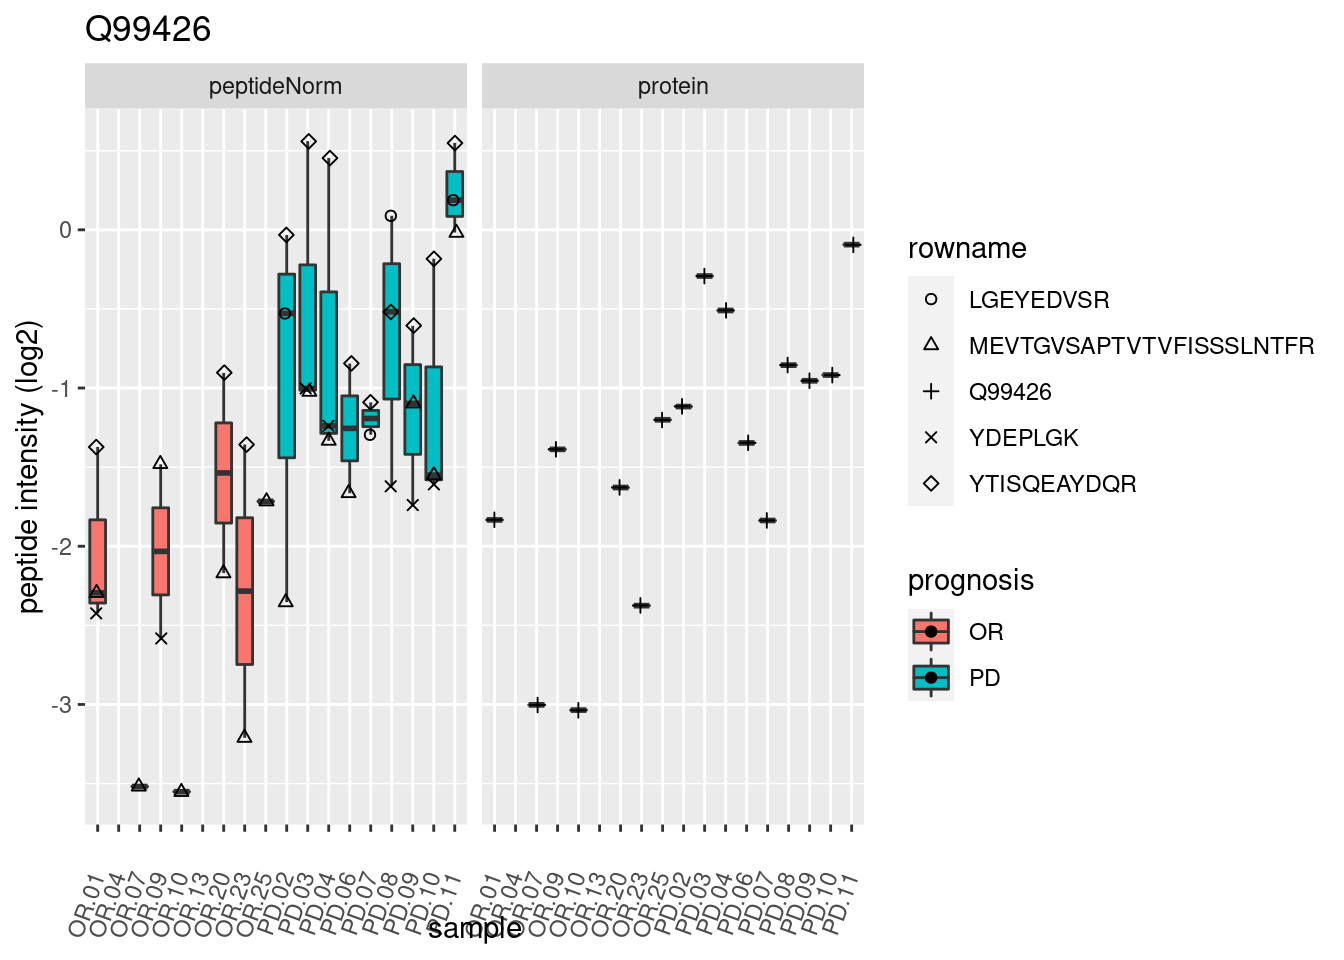 Q99426
peptideNorm
protein
peptide intensity (log2)
0
-1
-2
-3
OR.01
OR.04
OR.07
OR.09
OR.10
OR.13
OR.20
OR.23
OR.25
PD.02
PD.03
PD.04
PD.06
PD.07
PD.08
PD.09
PD.10
PD.11
OR.01
OR.04
OR.07
OR.09
OR.10
OR.13
OR.20
OR.23
OR.25
PD.02
PD.03
PD.04
PD.06
PD.07
PD.08
PD.09
PD.10
PD.11
sample
rowname
LGEYEDVSR
MEVTGVSAPTVTVFISSSLNTFR
Q99426
YDEPLGK
YTISQEAYDQR
prognosis
OR
PD